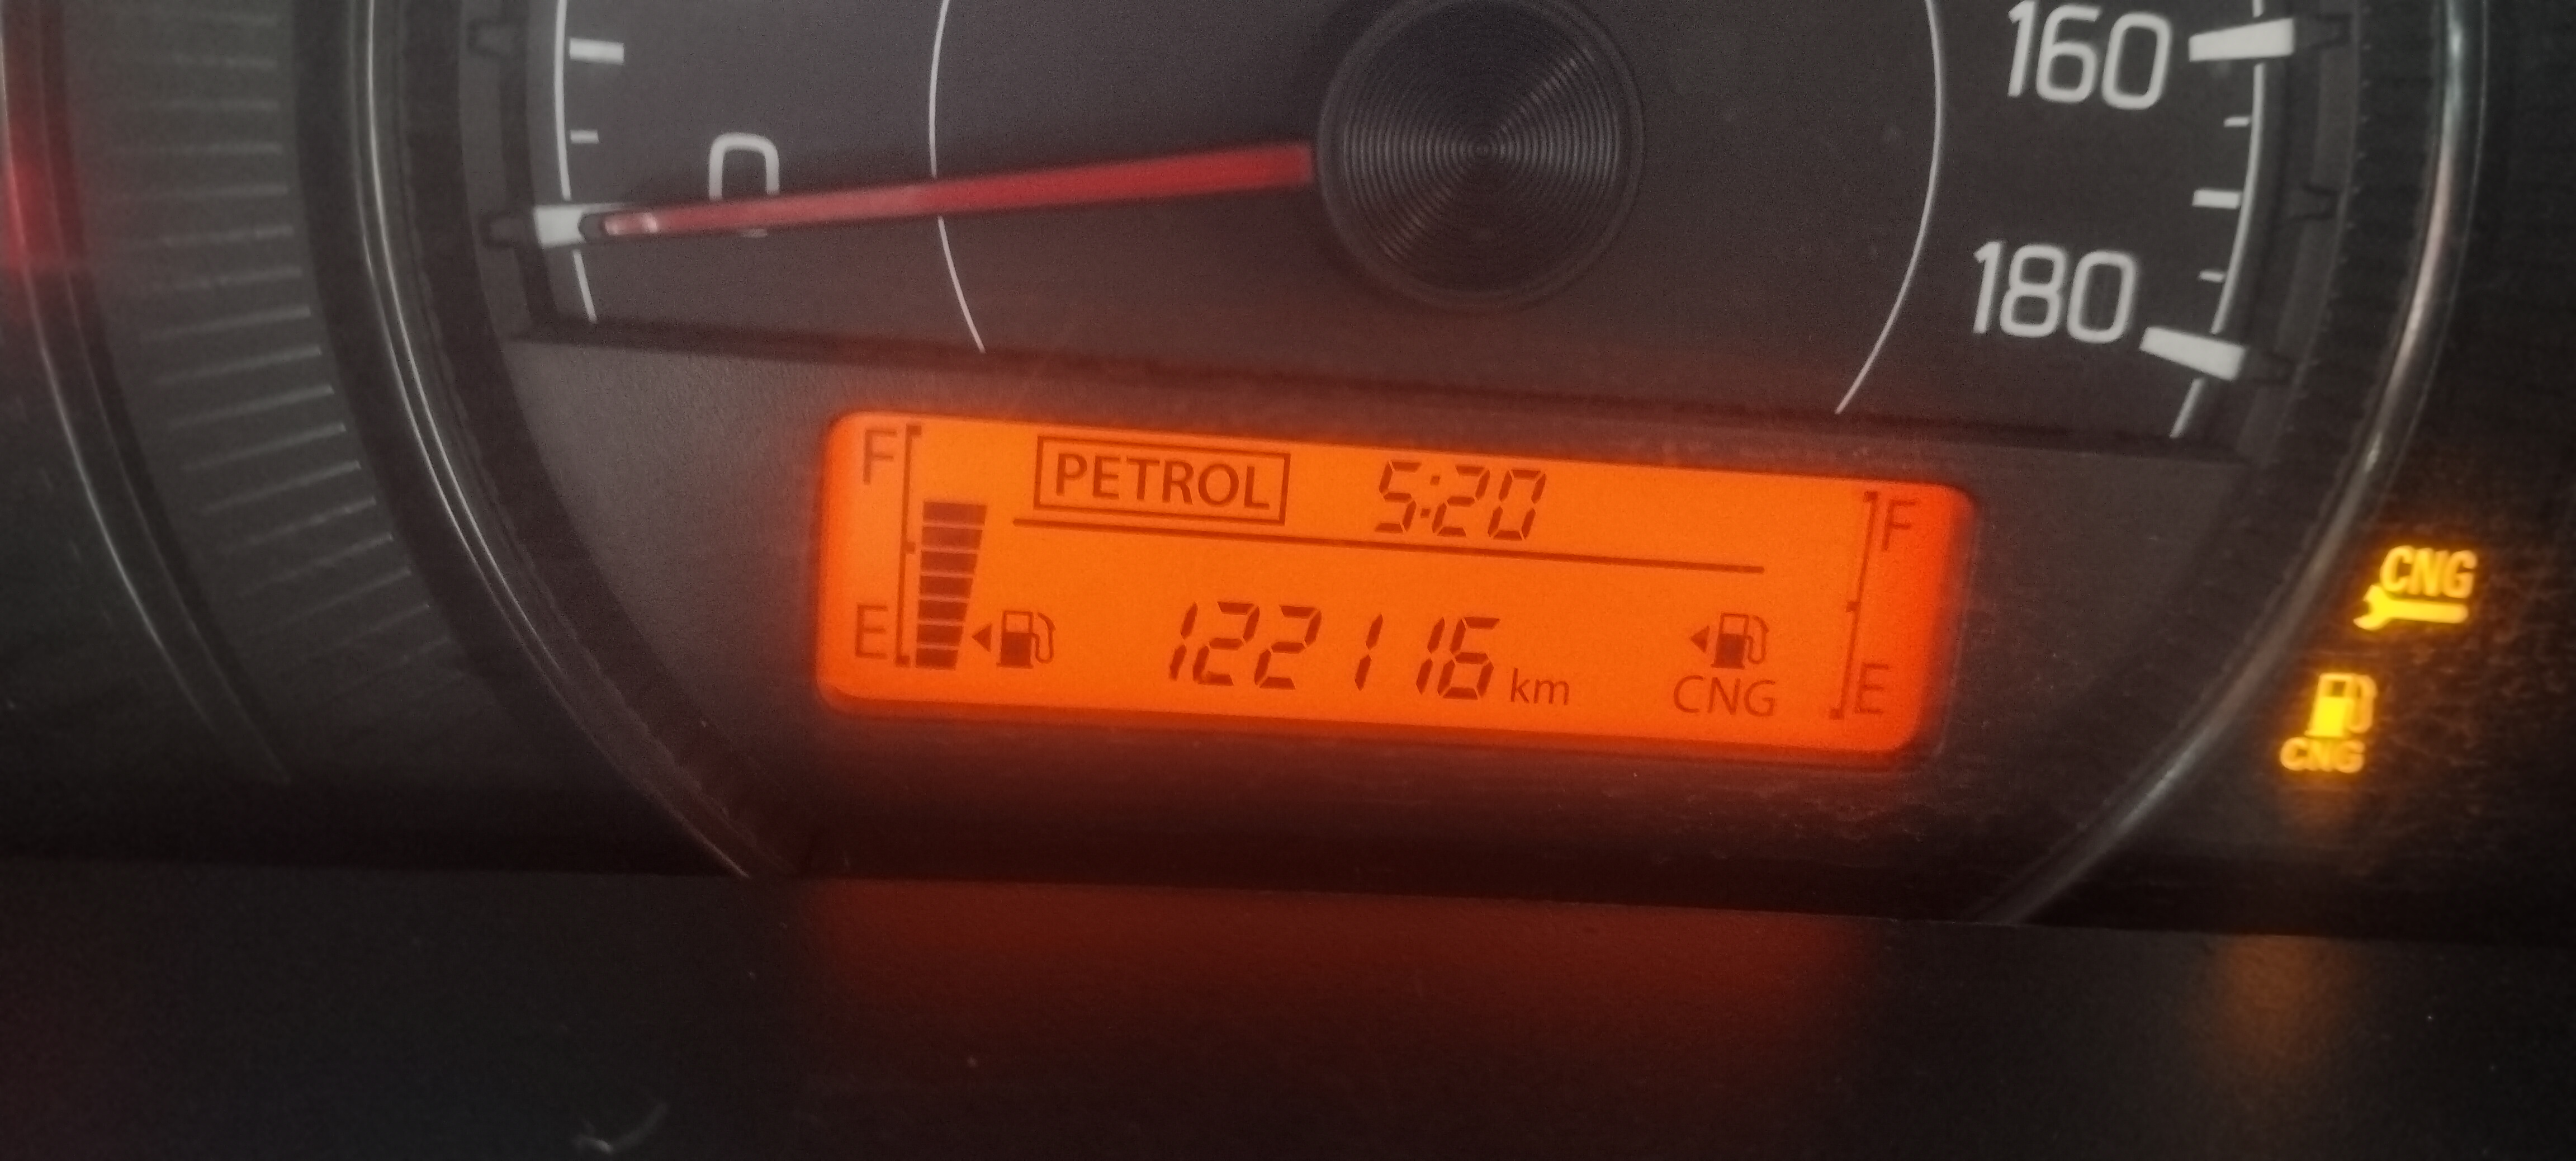 160
0
180
F PETROL 5:20 F
E 122116 km CNG E
CNG
CNG